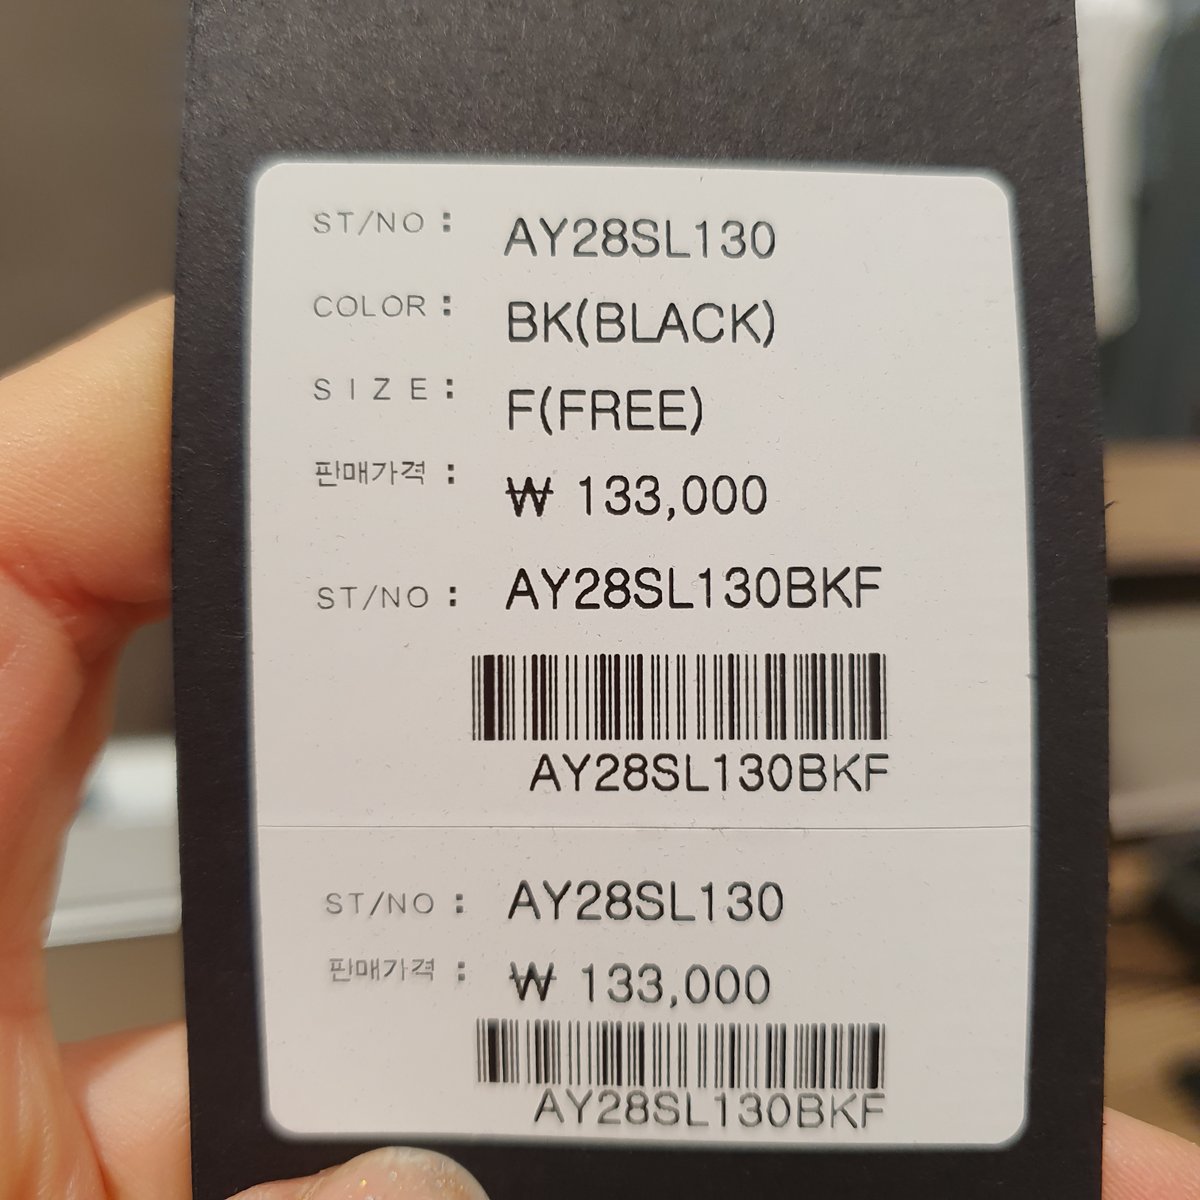 ST/NO : AY28SL130
COLOR : BK(BLACK)
SIZE : F(FREE)
판매가격 : ₩ 133,000
ST/NO : AY28SL130BKF
AY28SL130BKF
ST/NO : AY28SL130
판매가격 : ₩ 133,000
AY28SL130BKF